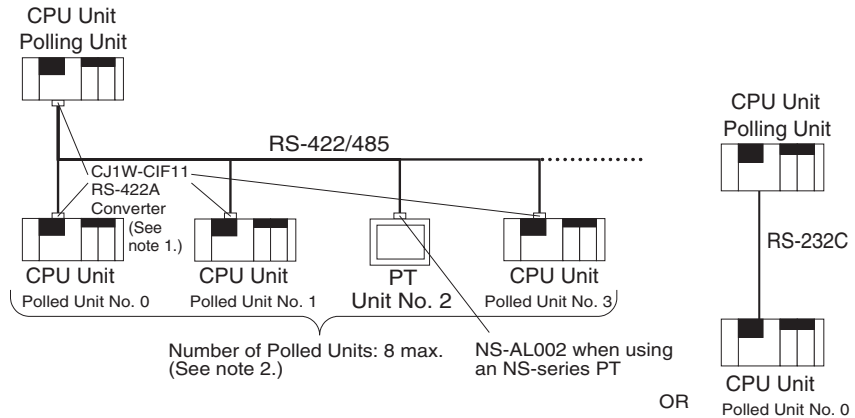 CPU Unit
Polling Unit
RS-422/485
CJ1W-CIF11
RS-422A
Converter
(See
note 1.)
CPU Unit
Polled Unit No. 0
CPU Unit
Polled Unit No. 1
PT
Unit No. 2
CPU Unit
Polled Unit No. 3
Number of Polled Units: 8 max.
(See note 2.)
NS-AL002 when using
an NS-series PT
OR
CPU Unit
Polling Unit
RS-232C
CPU Unit
Polled Unit No. 0